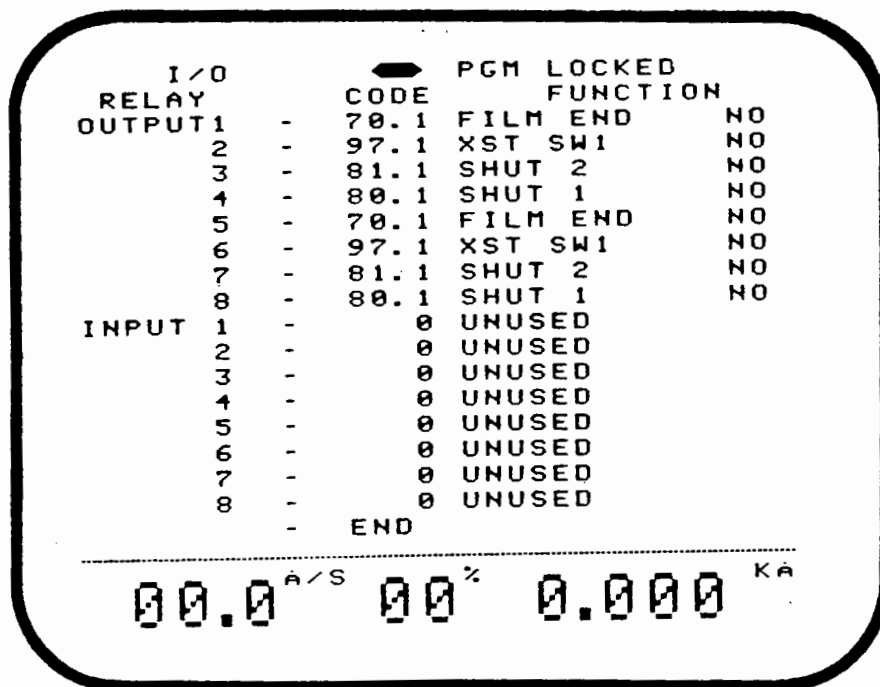 I/O PGM LOCKED
RELAY CODE FUNCTION
OUTPUT1 - 70.1 FILM END NO
2 - 97.1 XST SW1 NO
3 - 81.1 SHUT 2 NO
4 - 80.1 SHUT 1 NO
5 - 70.1 FILM END NO
6 - 97.1 XST SW1 NO
7 - 81.1 SHUT 2 NO
8 - 80.1 SHUT 1 NO
INPUT 1 - 0 UNUSED
2 - 0 UNUSED
3 - 0 UNUSED
4 - 0 UNUSED
5 - 0 UNUSED
6 - 0 UNUSED
7 - 0 UNUSED
8 - 0 UNUSED
- END
00.0 Å/S 00 % 0.000 KÅ